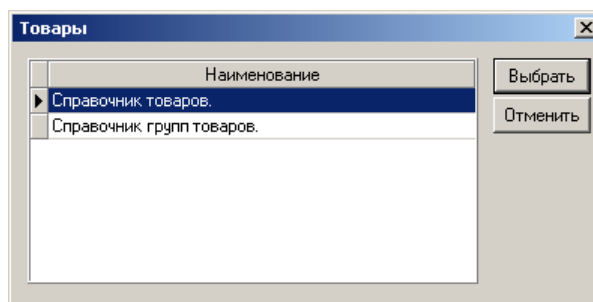 Товары
Наименование
Выбрать
Справочник товаров.
Отменить
Справочник групп товаров.